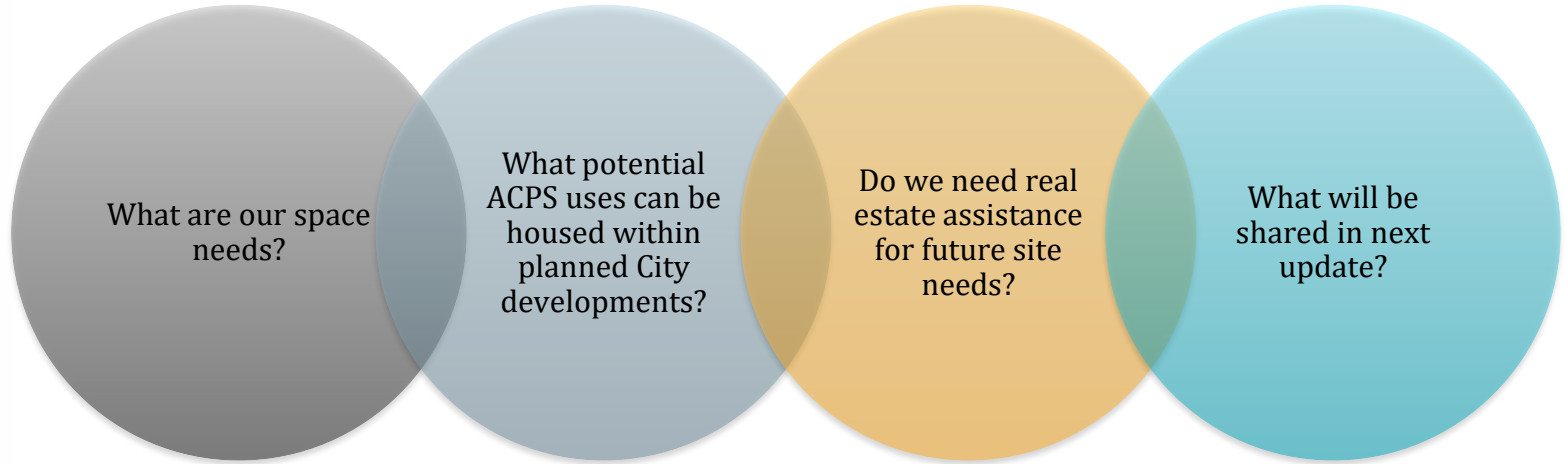 What are our space
needs?
What potential
ACPS uses can be
housed within
planned City
developments?
Do we need real
estate assistance
for future site
needs?
What will be
shared in next
update?